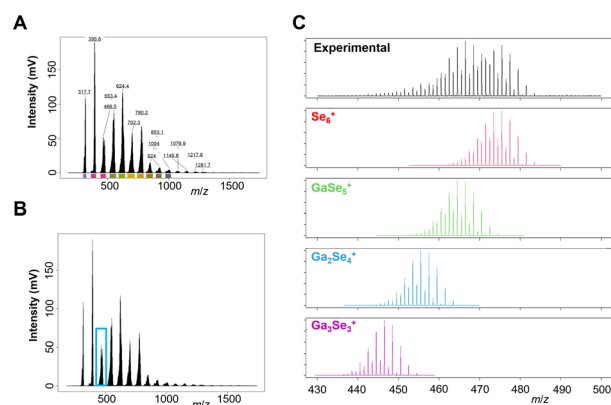 A
Intensity (mV)
150
100
50
0
395.6
317.7
553.4
466.5
624.4
780.2
702.3
853.1
1004
924
1076.9
1145.8
1217.8
1281.7
500
1000
1500
m/z
B
Intensity (mV)
150
100
50
0
500
1000
1500
m/z
C
Experimental
Se₆⁺
GaSe₅⁺
Ga₂Se₄⁺
Ga₃Se₃⁺
430 440 450 460 470 480 490 500
m/z